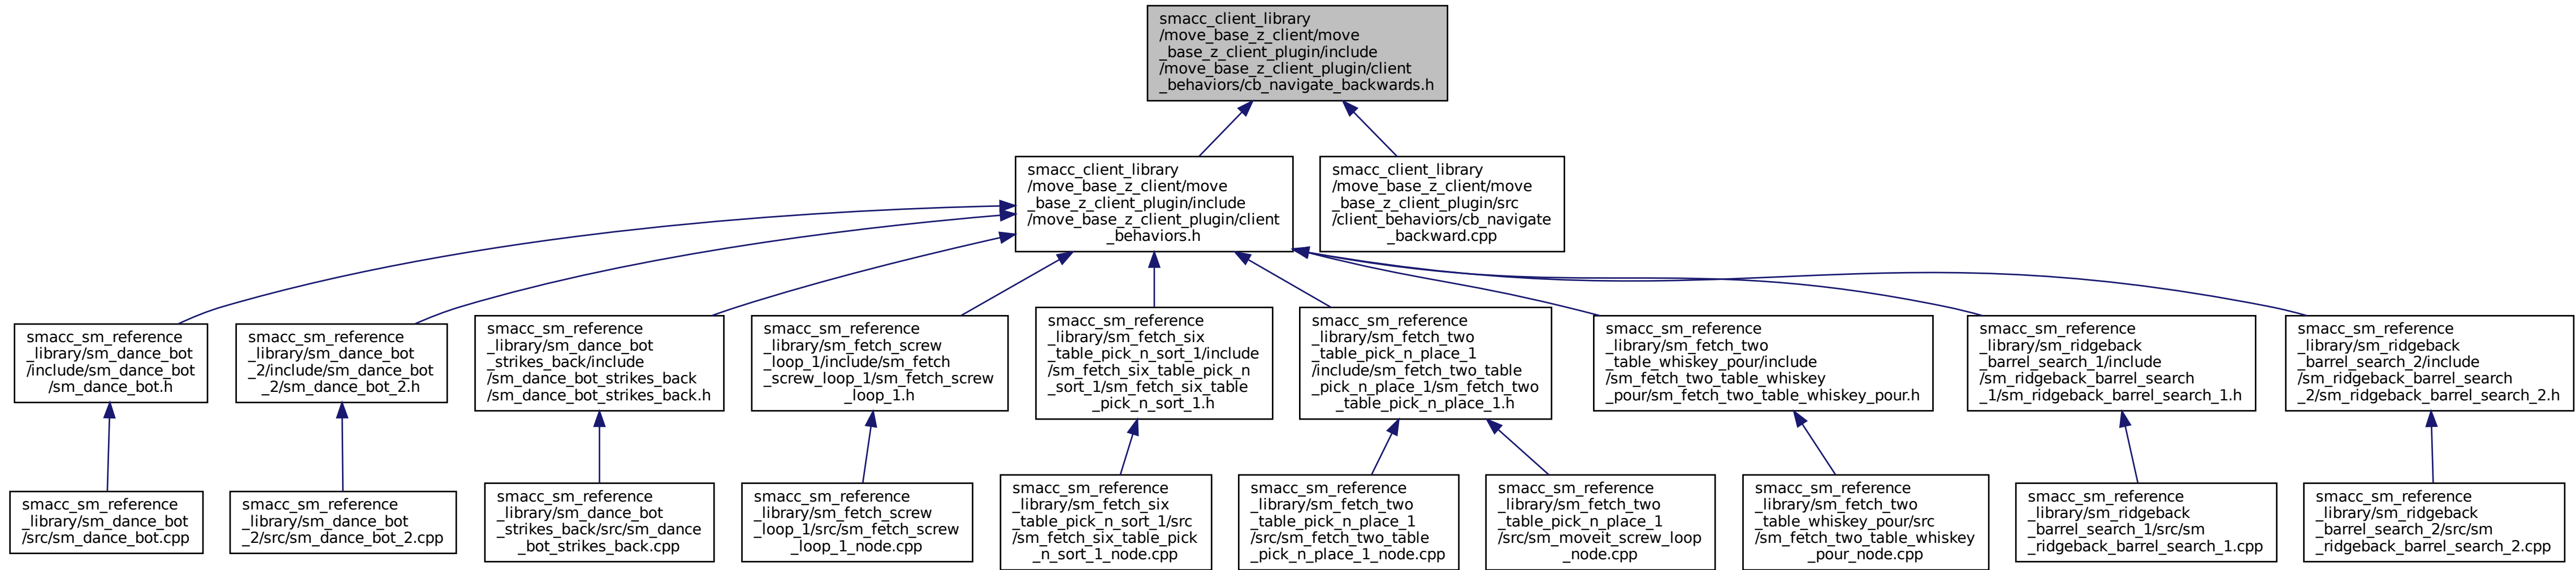 smacc_client_library
/move_base_z_client/move
_base_z_client_plugin/include
/move_base_z_client_plugin/client
_behaviors/cb_navigate_backwards.h
smacc_client_library
/move_base_z_client/move
_base_z_client_plugin/include
/move_base_z_client_plugin/client
_behaviors.h
smacc_client_library
/move_base_z_client/move
_base_z_client_plugin/src
/client_behaviors/cb_navigate
_backward.cpp
smacc_sm_reference
_library/sm_dance_bot
/include/sm_dance_bot
/sm_dance_bot.h
smacc_sm_reference
_library/sm_dance_bot
_2/include/sm_dance_bot
_2/sm_dance_bot_2.h
smacc_sm_reference
_library/sm_dance_bot
_strikes_back/include
/sm_dance_bot_strikes_back
/sm_dance_bot_strikes_back.h
smacc_sm_reference
_library/sm_fetch_screw
_loop_1/include/sm_fetch
_screw_loop_1/sm_fetch_screw
_loop_1.h
smacc_sm_reference
_library/sm_fetch_six
_table_pick_n_sort_1/include
/sm_fetch_six_table_pick_n
_sort_1/sm_fetch_six_table
_pick_n_sort_1.h
smacc_sm_reference
_library/sm_fetch_two
_table_pick_n_place_1
/include/sm_fetch_two_table
_pick_n_place_1/sm_fetch_two
_table_pick_n_place_1.h
smacc_sm_reference
_library/sm_fetch_two
_table_whiskey_pour/include
/sm_fetch_two_table_whiskey
_pour/sm_fetch_two_table_whiskey_pour.h
smacc_sm_reference
_library/sm_ridgeback
_barrel_search_1/include
/sm_ridgeback_barrel_search
_1/sm_ridgeback_barrel_search_1.h
smacc_sm_reference
_library/sm_ridgeback
_barrel_search_2/include
/sm_ridgeback_barrel_search
_2/sm_ridgeback_barrel_search_2.h
smacc_sm_reference
_library/sm_dance_bot
/src/sm_dance_bot.cpp
smacc_sm_reference
_library/sm_dance_bot
_2/src/sm_dance_bot_2.cpp
smacc_sm_reference
_library/sm_dance_bot
_strikes_back/src/sm_dance
_bot_strikes_back.cpp
smacc_sm_reference
_library/sm_fetch_screw
_loop_1/src/sm_fetch_screw
_loop_1_node.cpp
smacc_sm_reference
_library/sm_fetch_six
_table_pick_n_sort_1/src
/sm_fetch_six_table_pick
_n_sort_1_node.cpp
smacc_sm_reference
_library/sm_fetch_two
_table_pick_n_place_1
/src/sm_fetch_two_table
_pick_n_place_1_node.cpp
smacc_sm_reference
_library/sm_fetch_two
_table_pick_n_place_1
/src/sm_moveit_screw_loop
_node.cpp
smacc_sm_reference
_library/sm_fetch_two
_table_whiskey_pour/src
/sm_fetch_two_table_whiskey
_pour_node.cpp
smacc_sm_reference
_library/sm_ridgeback
_barrel_search_1/src/sm
_ridgeback_barrel_search_1.cpp
smacc_sm_reference
_library/sm_ridgeback
_barrel_search_2/src/sm
_ridgeback_barrel_search_2.cpp